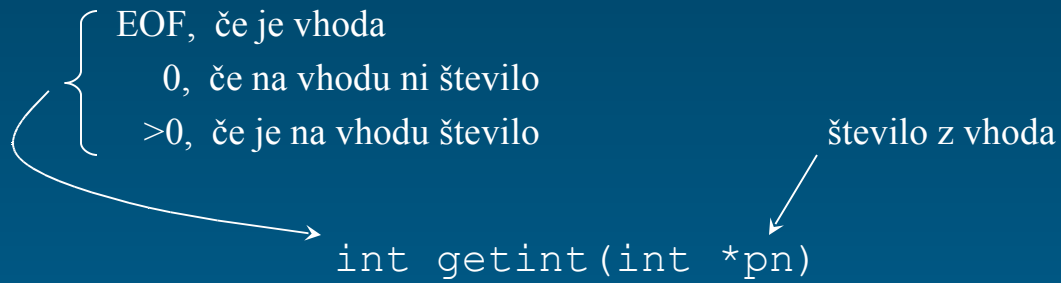 EOF, če je vhoda
0, če na vhodu ni število
>0, če je na vhodu število
število z vhoda
int getint(int *pn)